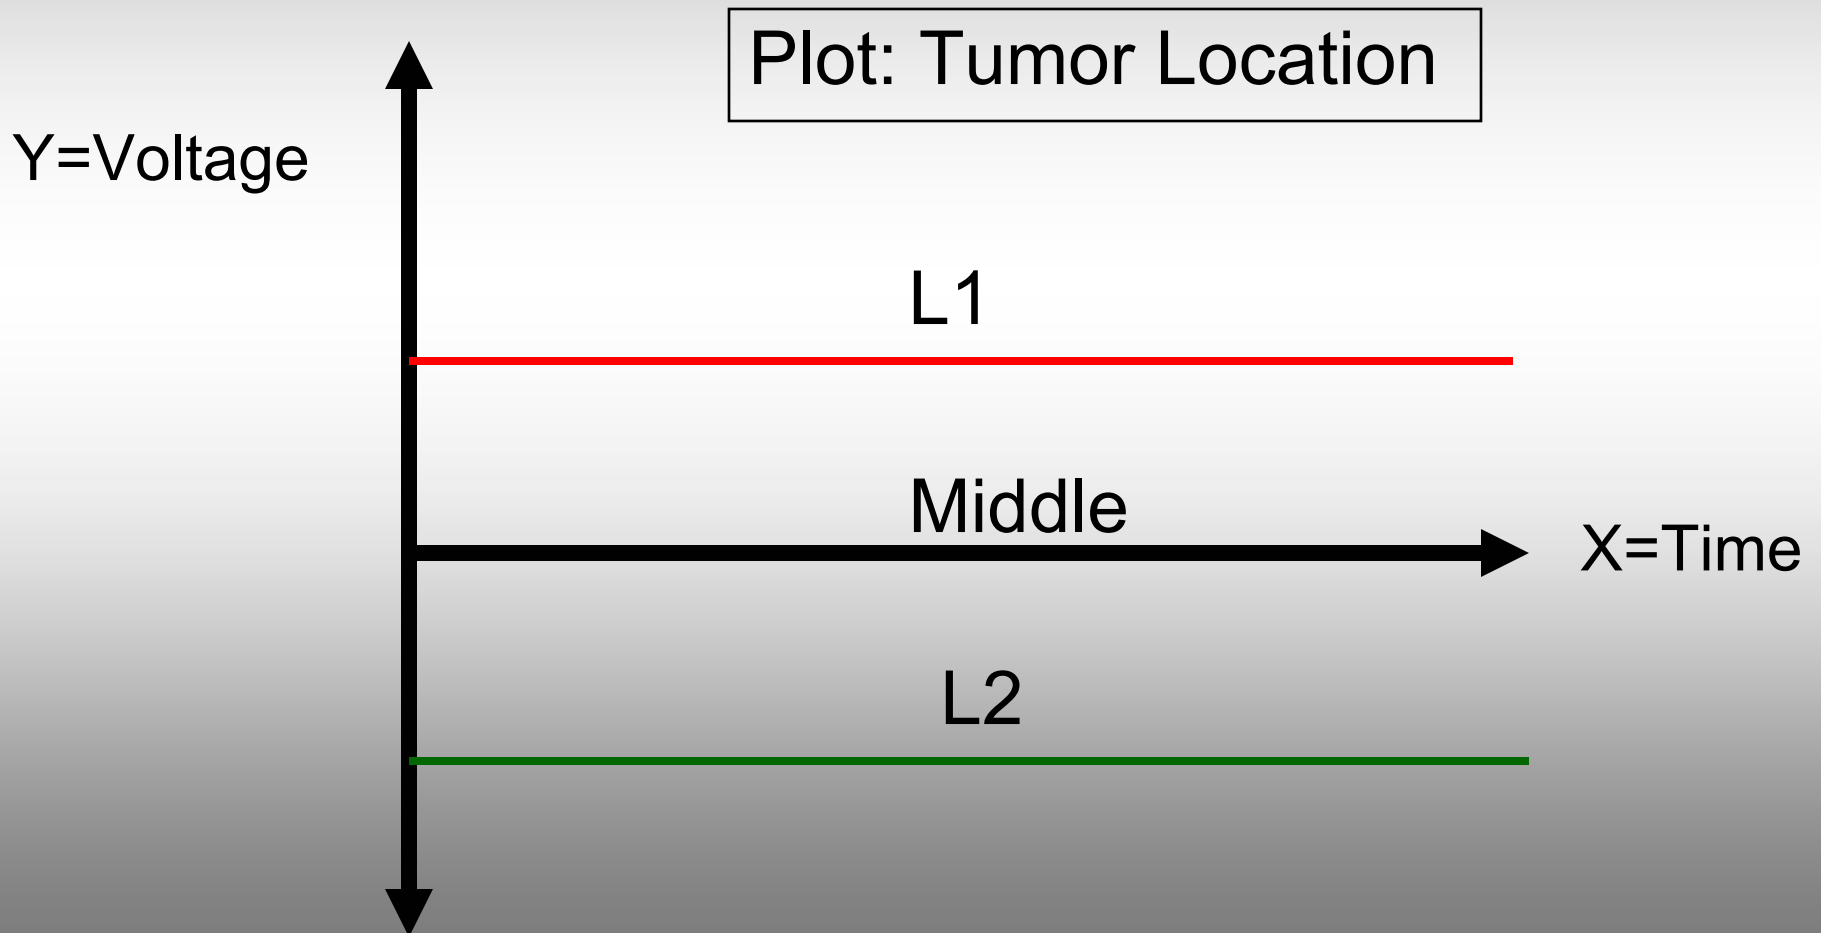 Plot: Tumor Location
Y=Voltage
L1
Middle
X=Time
L2